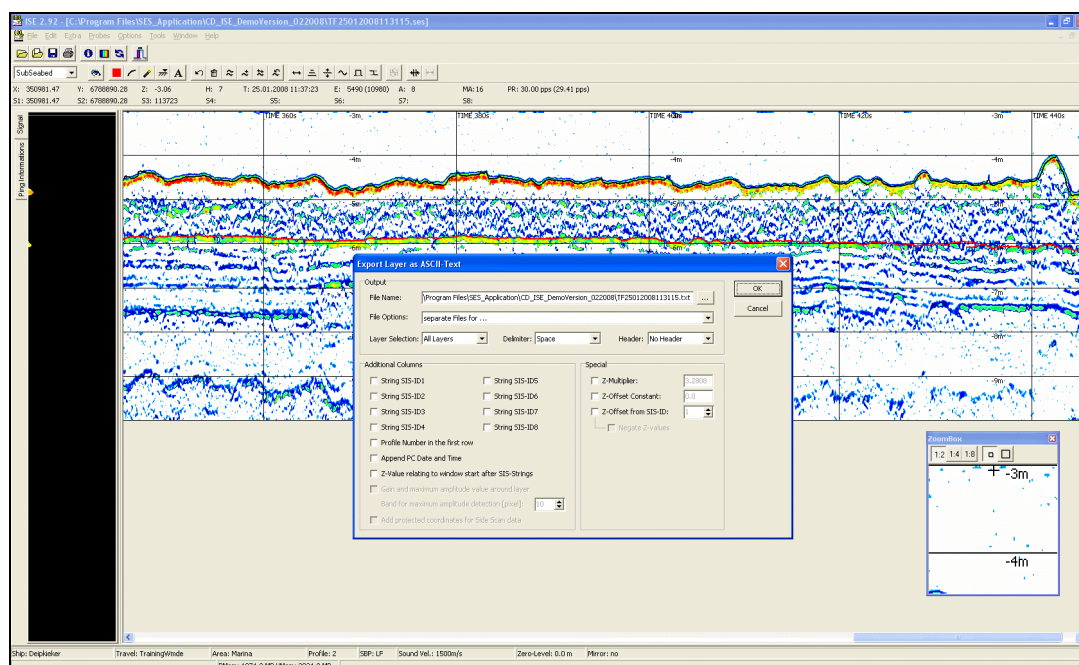 ISE 2.92 - [C:\Program Files\SES_Application\CD_ISE_DemoVersion_022008\TF25012008113115.ses]
File Edit Extra Probes Options Tools Window Help
SubSeabed
X: 350981.47 Y: 6788890.28 Z: -3.06 H: 7 T: 25.01.2008 11:37:23 E: 5490 (10980) A: 8 MA:16 PR: 30.00 pps (29.41 pps)
S1: 350981.47 S2: 6788890.28 S3: 113723 S4: S5: S6: S7: S8:
Signal
Ping Informations
TIME 360s -3m TIME 380s TIME 400s -3m TIME 420s -3m TIME 440s
-4m -4m -4m
-5m
-6m -6m
-7m
-8m
-9m
Export Layer as ASCII-Text
Output
File Name: \Program Files\SES_Application\CD_ISE_DemoVersion_022008\TF25012008113115.txt ...
OK
File Options: separate Files for ...
Cancel
Layer Selection: All Layers Delimiter: Space Header: No Header
Additional Columns
String SIS-ID1 String SIS-ID5
String SIS-ID2 String SIS-ID6
String SIS-ID3 String SIS-ID7
String SIS-ID4 String SIS-ID8
Profile Number in the first row
Append PC Date and Time
Z-Value relating to window start after SIS-Strings
Gain and maximum amplitude value around layer
Band for maximum amplitude detection [pixel]: 10
Add projected coordinates for Side Scan data
Special
Z-Multiplier: 3.2808
Z-Offset Constant: 0.0
Z-Offset from SIS-ID: 1
Negate Z-values
ZoomBox
1:2 1:4 1:8
-3m
-4m
Ship: Deipkieker Travel: TrainingWmde Area: Marina Profile: 2 SBP: LF Sound Vel.: 1500m/s Zero-Level: 0.0 m Mirror: no